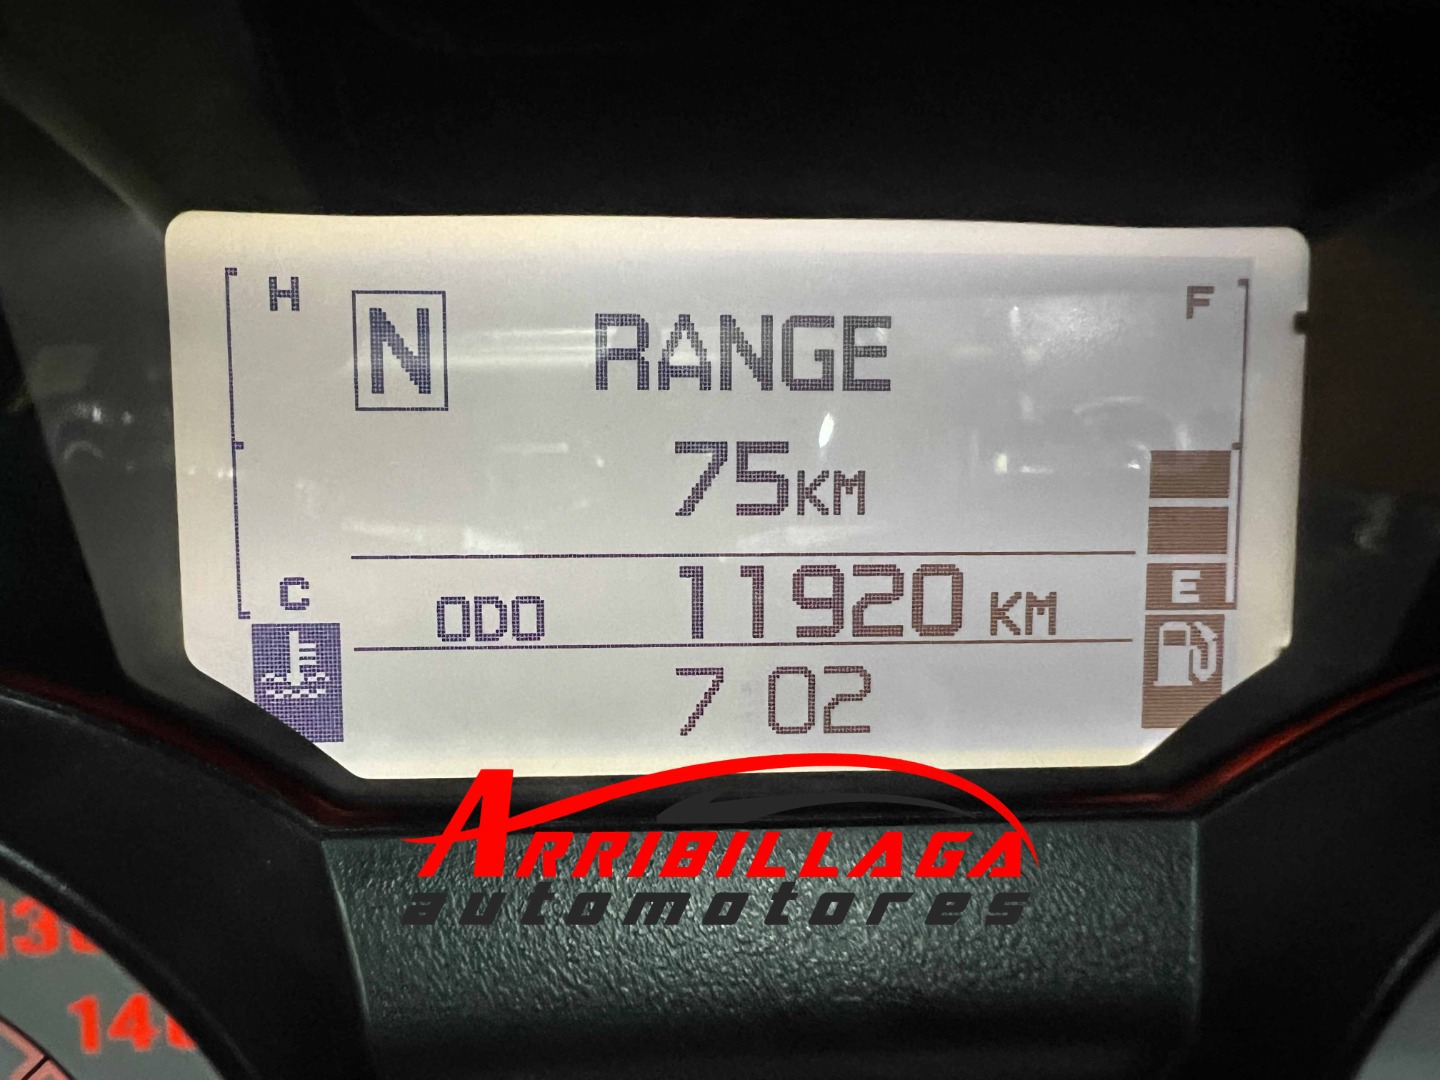 H
N
RANGE
F
75KM
E
C
ODO 11920 KM
7 02
ARRIBILLAGA
automotores